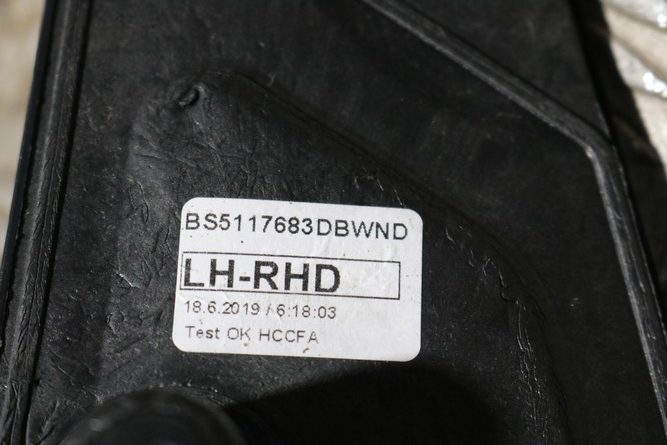 BS5117683DBWND
LH-RHD
18.6.2019 / 6:18:03
Test OK HCCFA